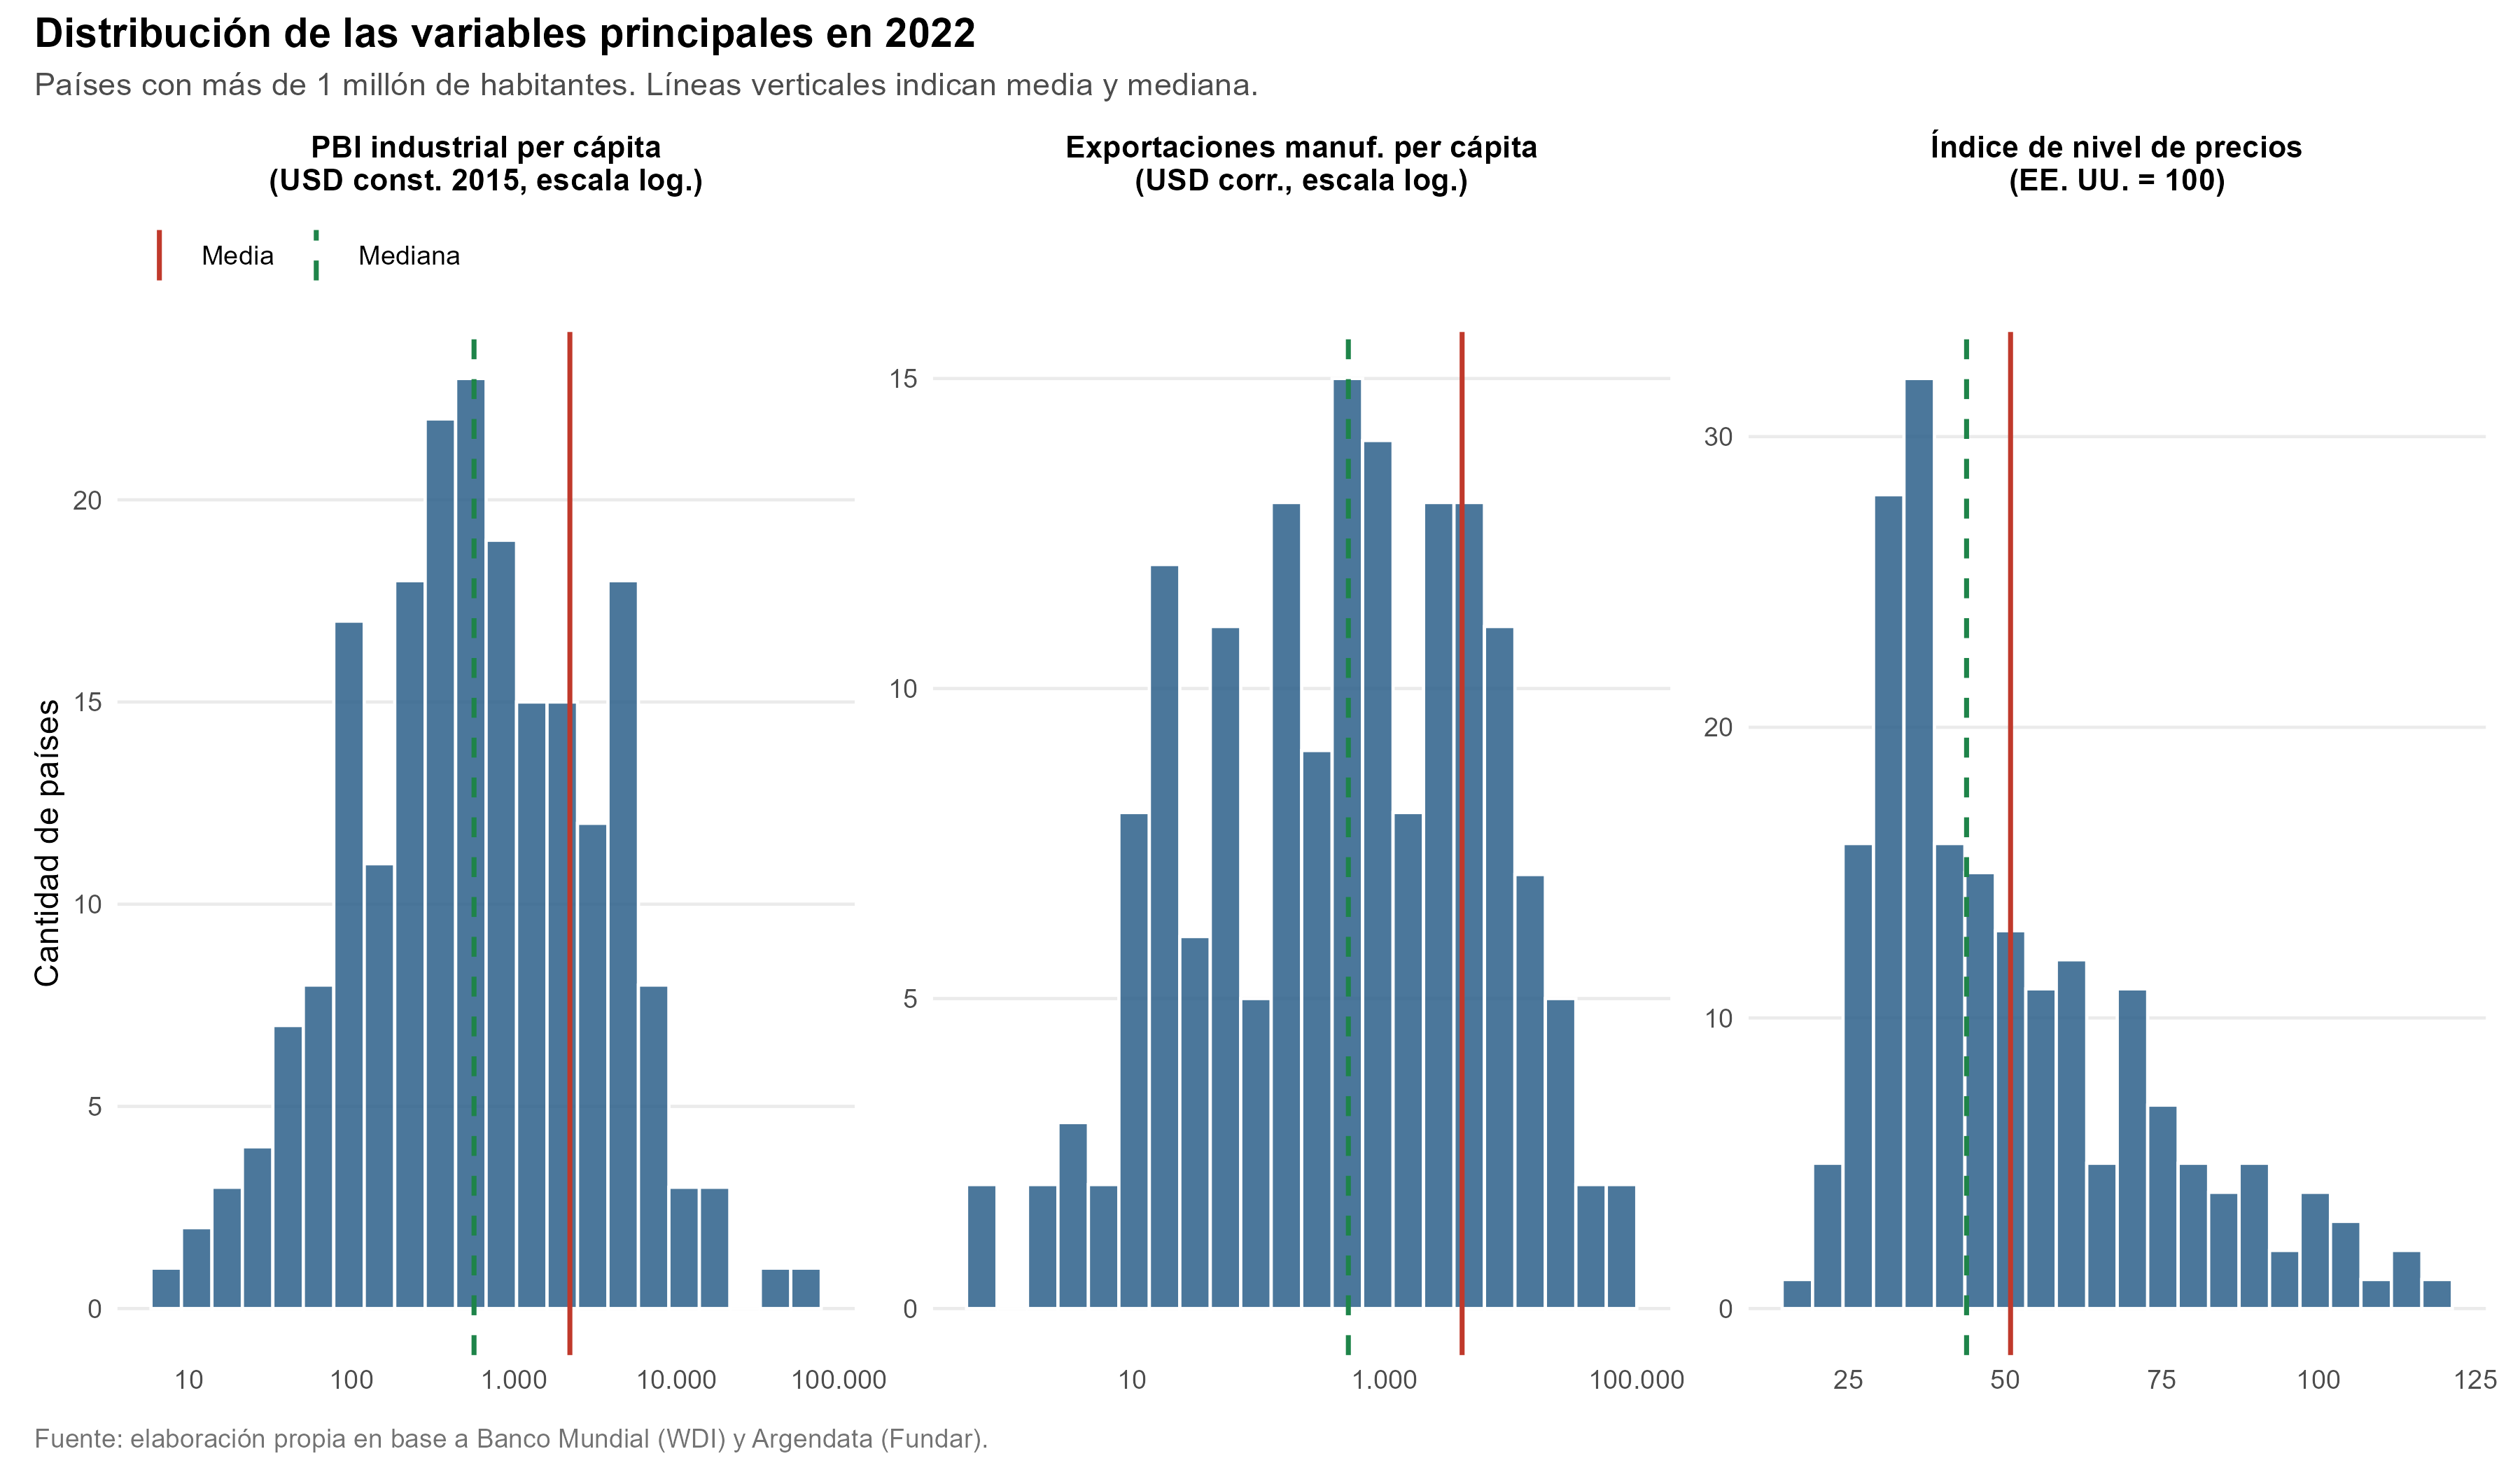 Distribución de las variables principales en 2022
Países con más de 1 millón de habitantes. Líneas verticales indican media y mediana.
PBI industrial per cápita
(USD const. 2015, escala log.)
Media
Mediana
Cantidad de países
20
15
10
5
0
10
100
1.000
10.000
100.000
Exportaciones manuf. per cápita
(USD corr., escala log.)
15
10
5
0
10
1.000
100.000
Índice de nivel de precios
(EE. UU. = 100)
30
20
10
0
25
50
75
100
125
Fuente: elaboración propia en base a Banco Mundial (WDI) y Argendata (Fundar).